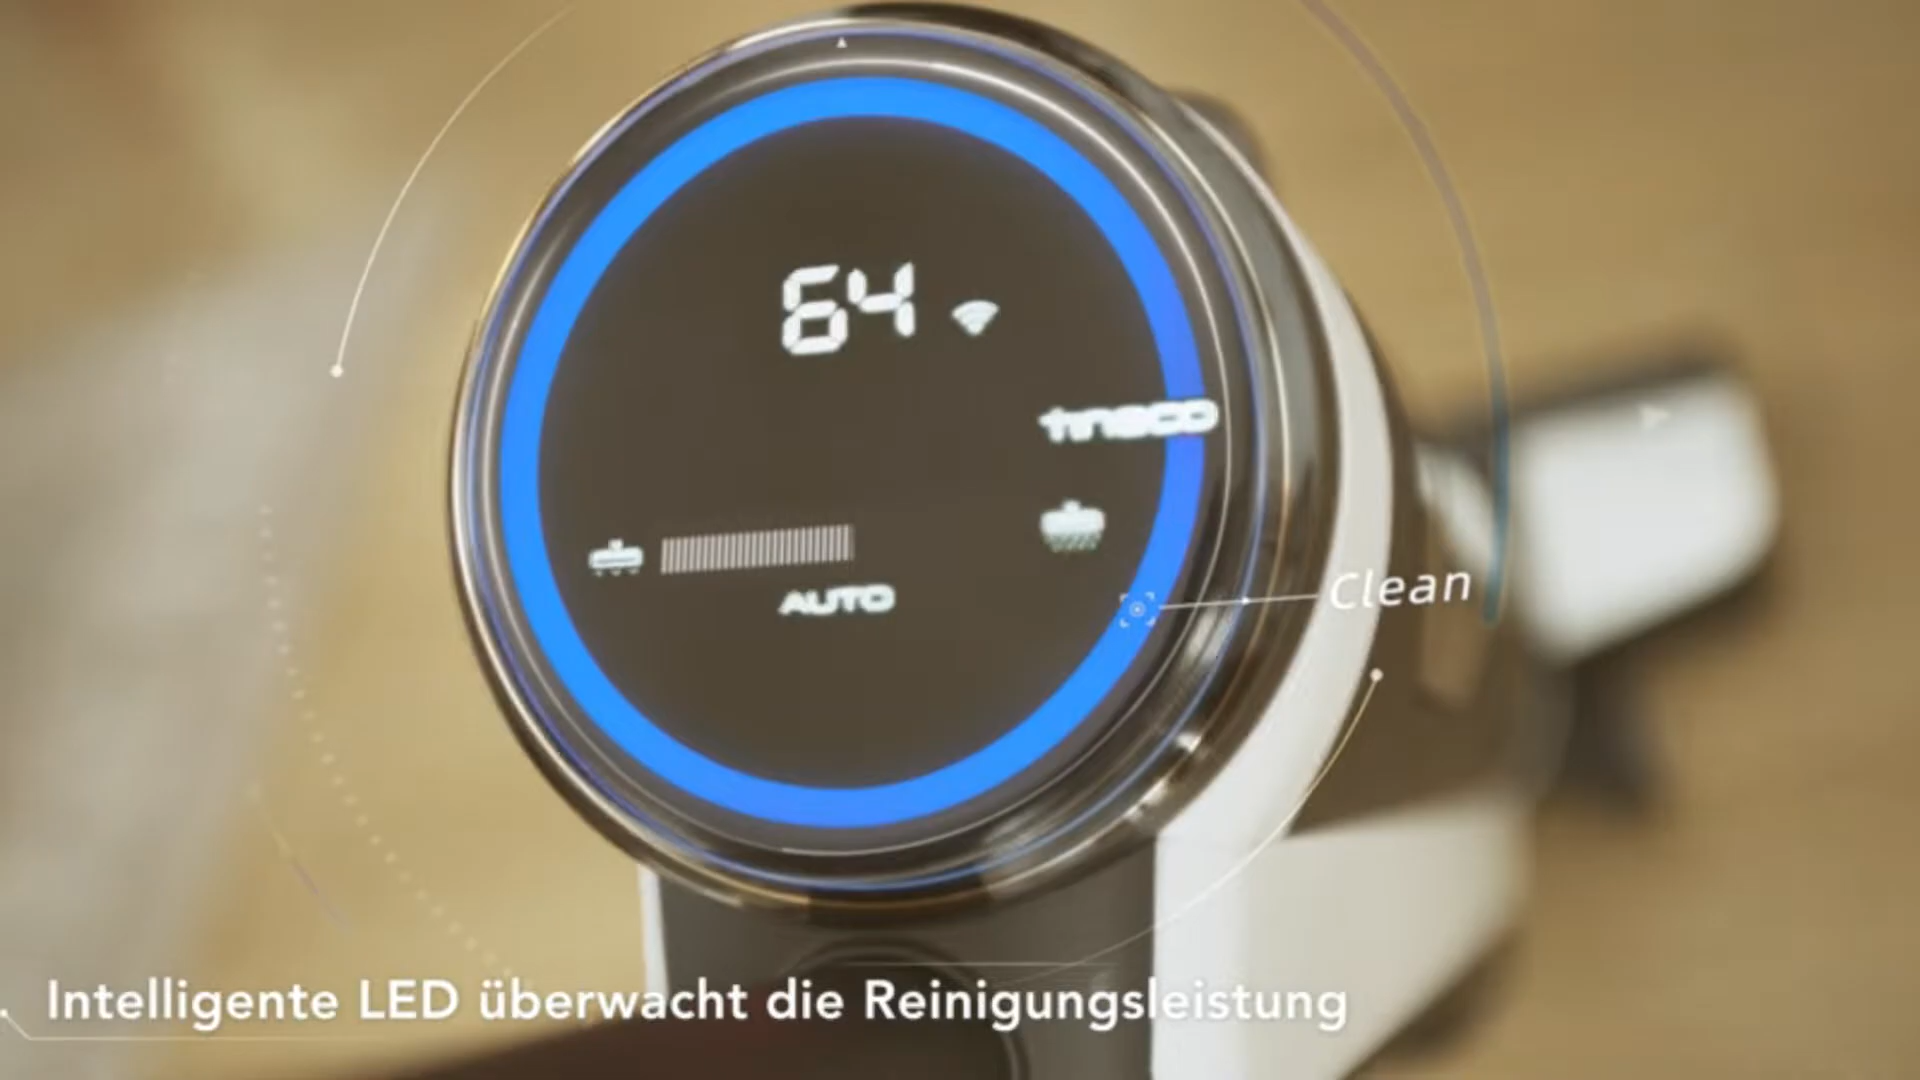 64
tineco
AUTO
Clean
Intelligente LED überwacht die Reinigungsleistung